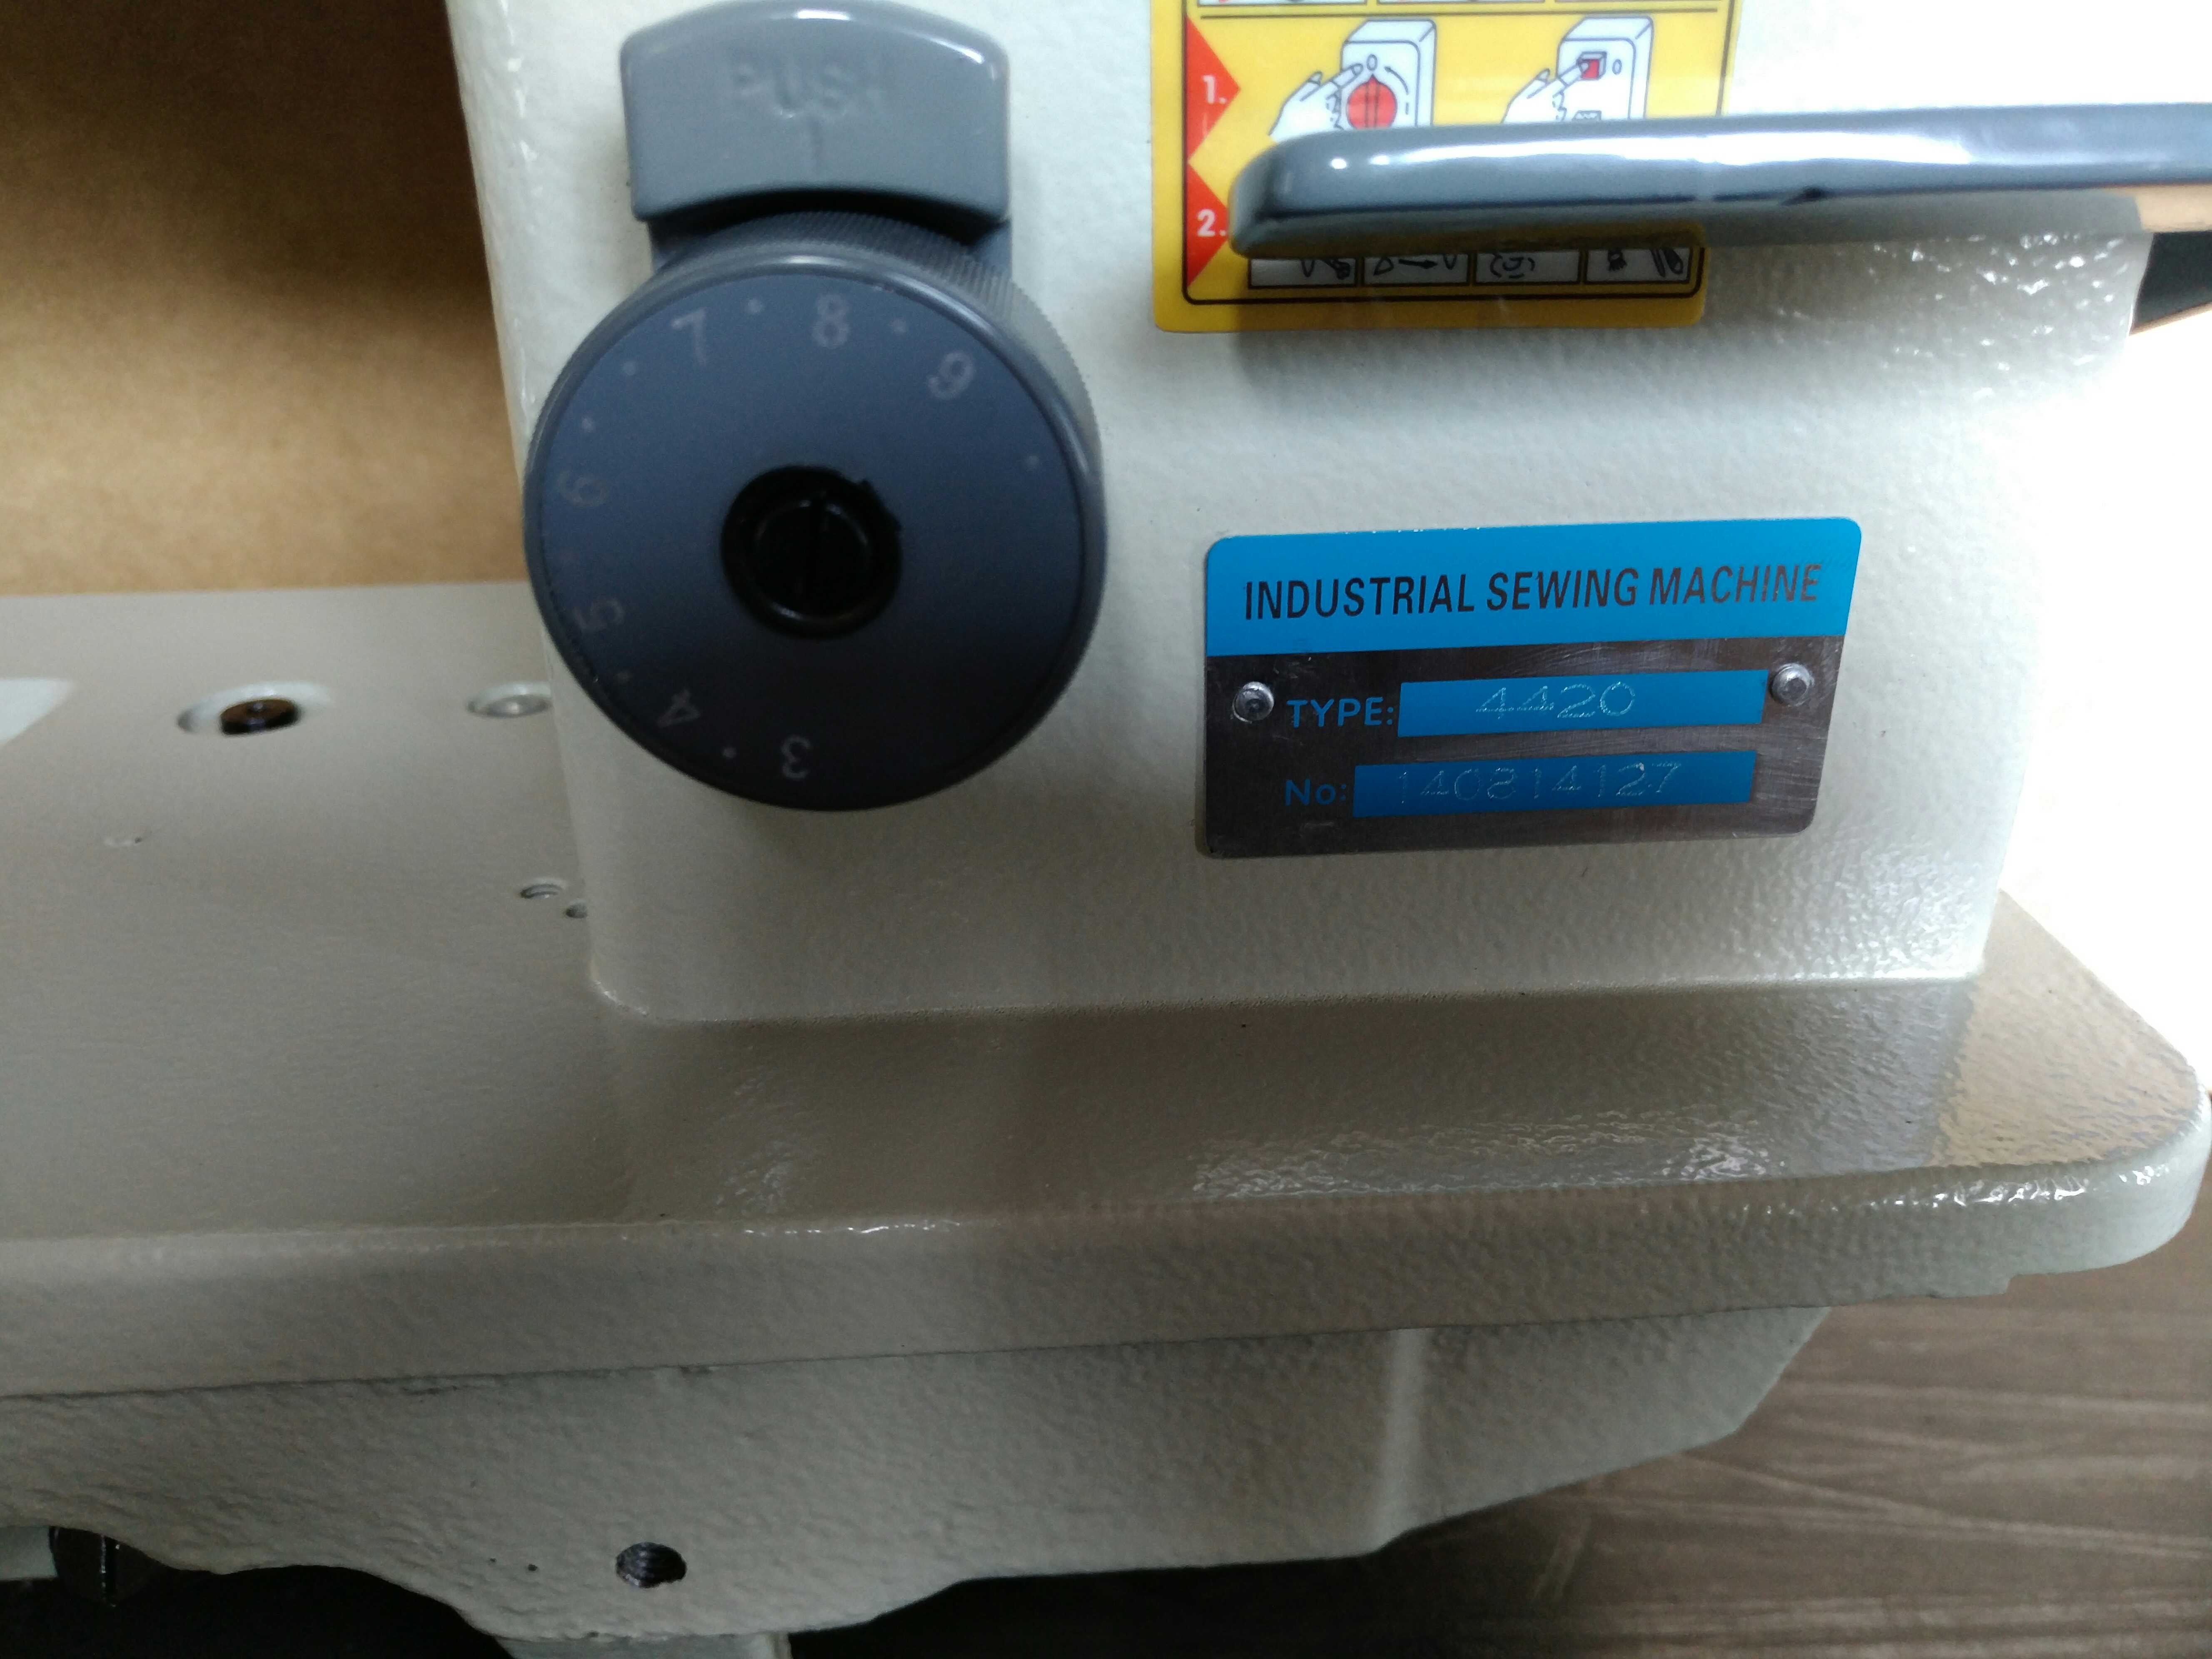 PUSH
7 8 9
6
5
4
3
1.
2.
INDUSTRIAL SEWING MACHINE
TYPE: 4420
No: 140814127